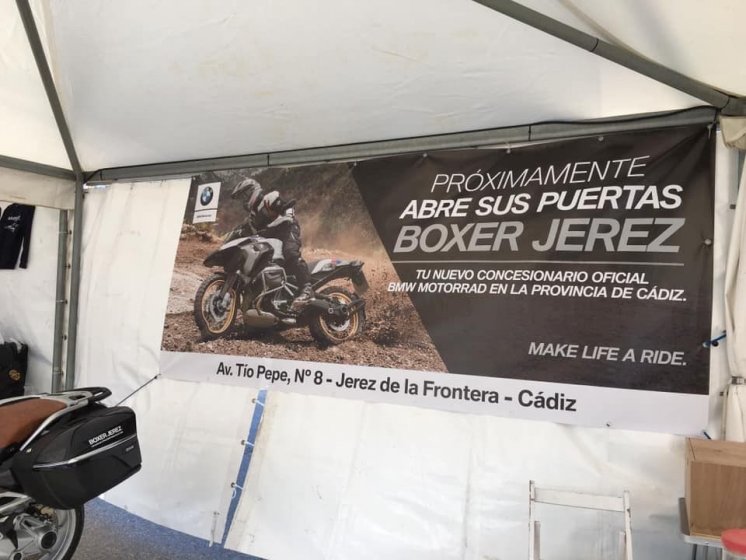 PRÓXIMAMENTE
ABRE SUS PUERTAS
BOXER JEREZ
TU NUEVO CONCESIONARIO OFICIAL
BMW MOTORRAD EN LA PROVINCIA DE CÁDIZ.
MAKE LIFE A RIDE.
Av. Tío Pepe, Nº 8 - Jerez de la Frontera - Cádiz
BOXER JEREZ